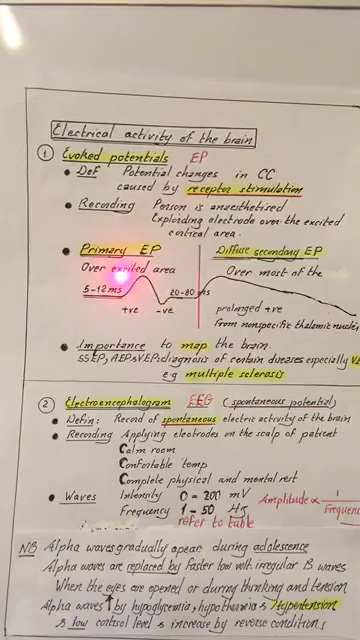 Electrical activity of the brain
① Evoked potentials EP
• Def Potential changes in CC
caused by receptor stimulation
• Recording Person is anaesthetised
Exploading electrode over the excited
cortical area.
• Primary EP
Over excited area
5-12 ms
+ve -ve
Diffuse secondary EP
Over most of the
20-80 ms
prolonged +ve
from nonspecific thalamic nuclei
• Importance to map the brain.
SSEP, AEP & VEP, diagnosis of certain diseases especially VE
e.g multiple sclerosis
② Electroencephalogram EEG (spontaneous potential)
• Defin: Record of spontaneous electric activity of the brain
• Recording Applying electrodes on the scalp of patient
Calm room
Confortable temp
Complete physical and mental rest
• Waves Intensity 0 - 200 mV
Frequency 1 - 50 Hz
Amplitude ∝ 1
Frequenc
refer to table
NB Alpha waves gradually apear during adolescence
Alpha waves are replaced by faster low volt. irregular B waves
When the eyes are opened or during thinking and tension
Alpha waves ↑ by hypoglycemia, hypothermia & Hypertension
& low control level & increase by reverse conditions